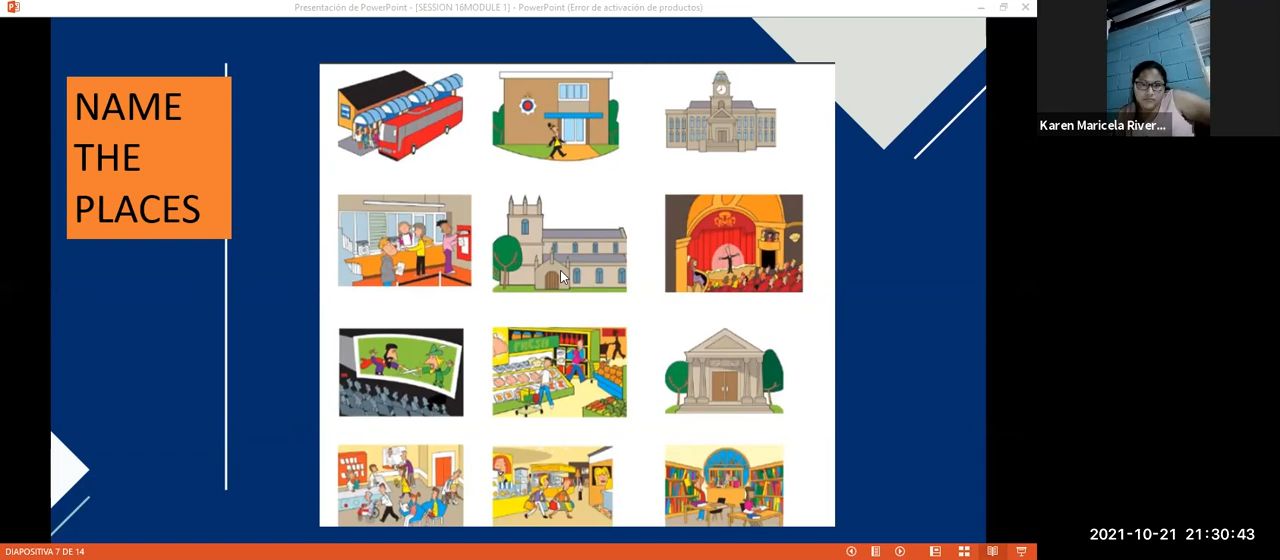 Presentación de PowerPoint - [SESSION 16MODULE 1] - PowerPoint (Error de activación de productos)
NAME
THE
PLACES
FRESH
Karen Maricela River...
2021-10-21 21:30:43
DIAPOSITIVA 7 DE 14